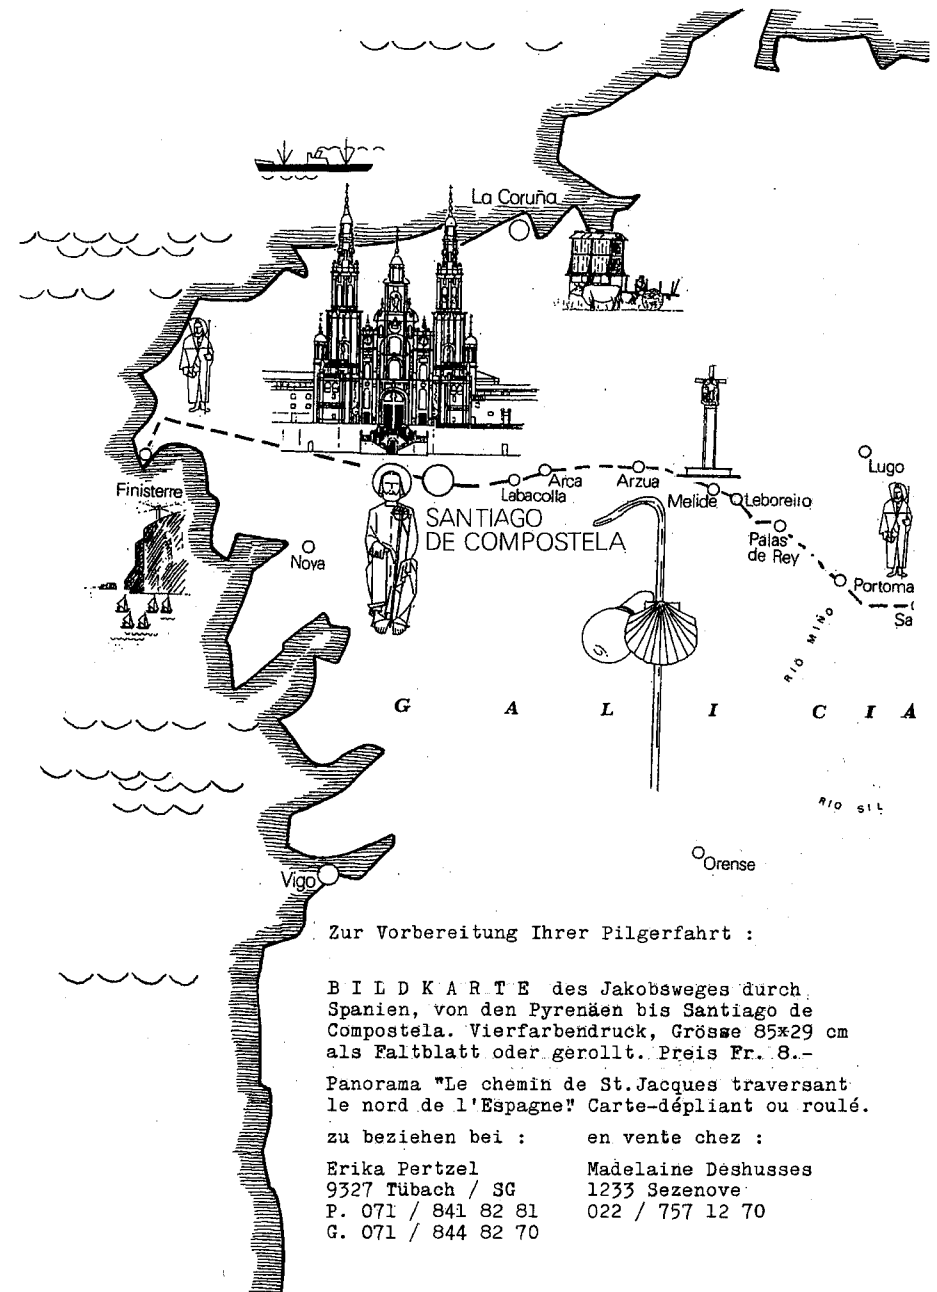 La Coruña
Lugo
Finisterre
Labacolla
Arca
Arzua
Melide
Leboreiro
SANTIAGO
DE COMPOSTELA
Palas
de Rey
Noya
Portoma
Sa
RIO MIÑO
G A L I C I A
RIO SIL
Orense
Vigo
Zur Vorbereitung Ihrer Pilgerfahrt :
B I L D K A R T E des Jakobsweges durch
Spanien, von den Pyrenäen bis Santiago de
Compostela. Vierfarbendruck, Grösse 85*29 cm
als Faltblatt oder gerollt. Preis Fr. 8.-
Panorama "Le chemin de St.Jacques traversant
le nord de l'Espagne". Carte-dépliant ou roulé.
zu beziehen bei :
Erika Pertzel
9327 Tübach / SG
P. 071 / 841 82 81
G. 071 / 844 82 70
en vente chez :
Madelaine Deshusses
1233 Sezenove
022 / 757 12 70